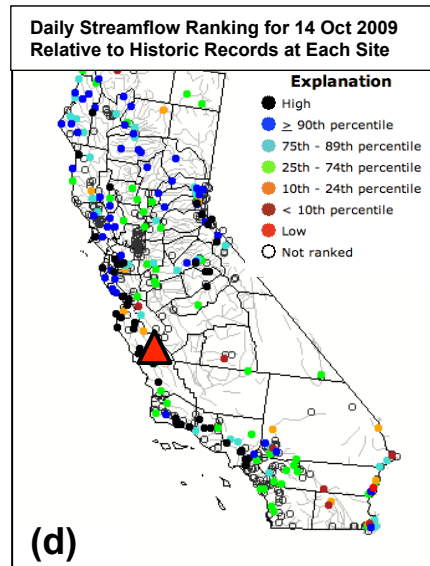 Daily Streamflow Ranking for 14 Oct 2009
Relative to Historic Records at Each Site
Explanation
High
≥ 90th percentile
75th - 89th percentile
25th - 74th percentile
10th - 24th percentile
< 10th percentile
Low
Not ranked
(d)